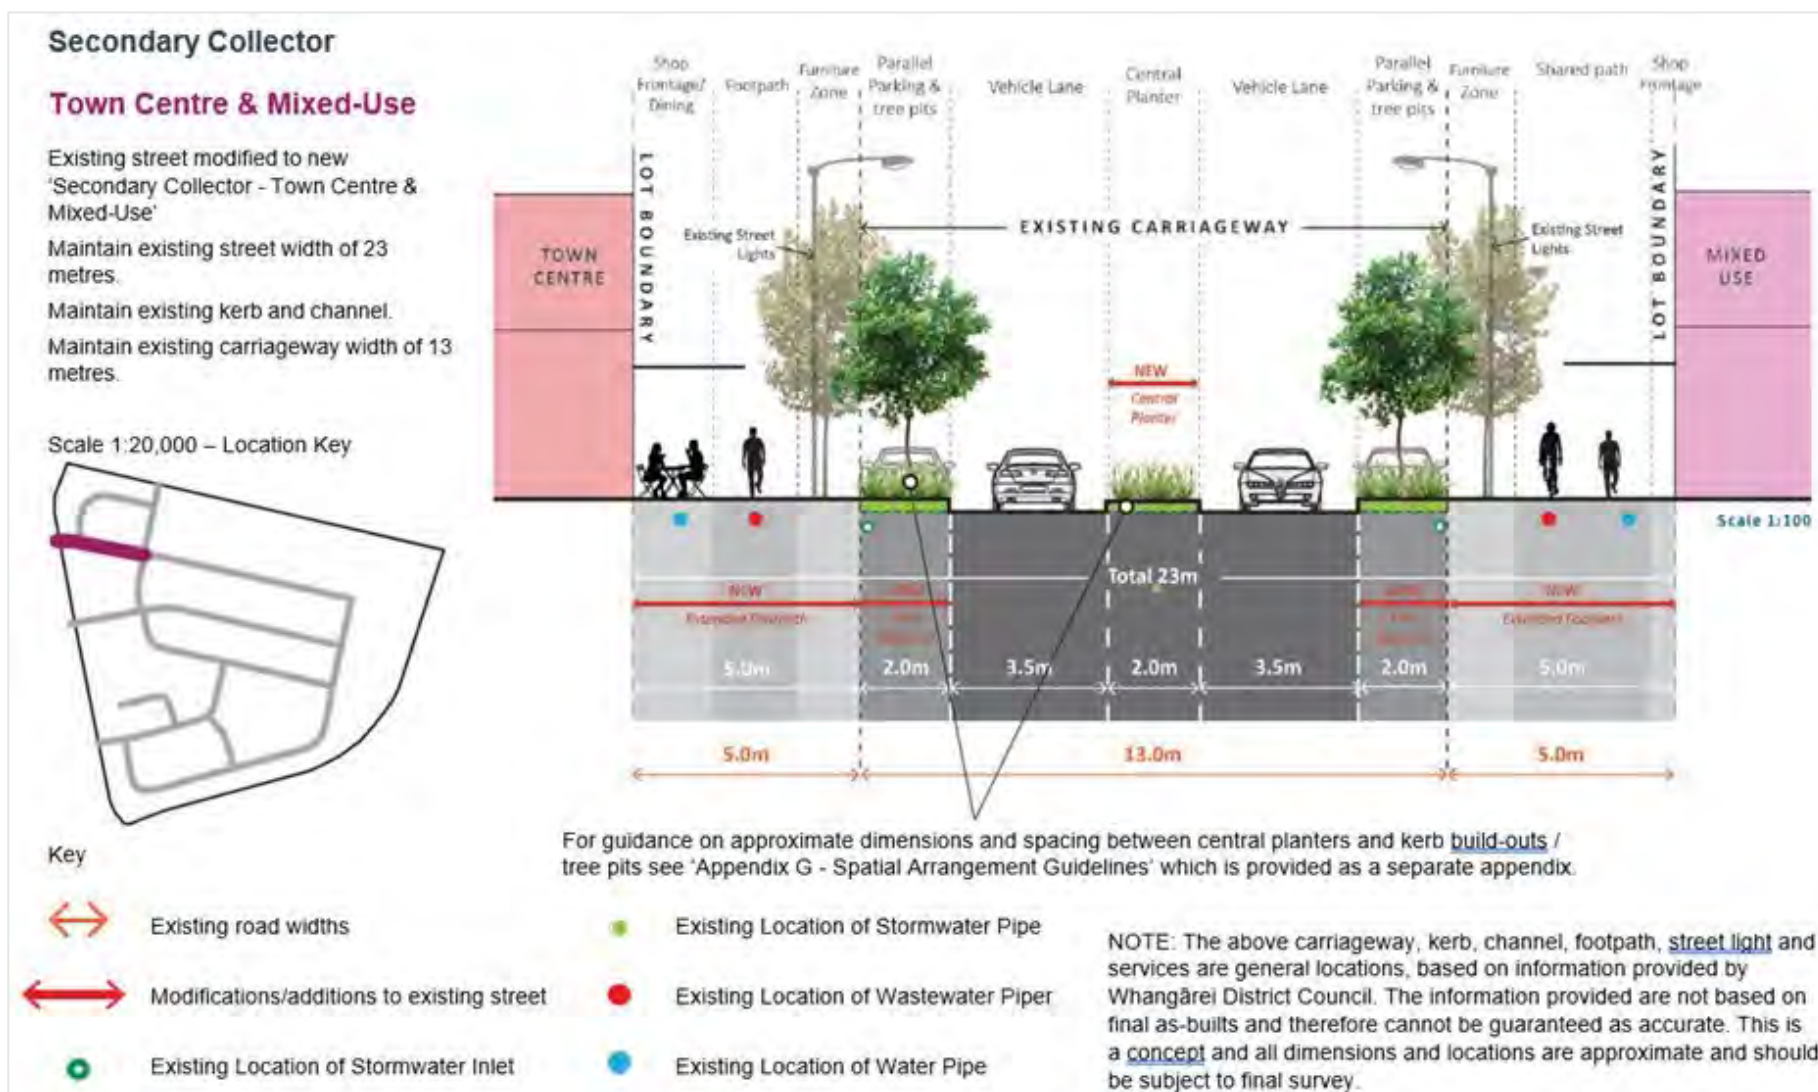 Secondary Collector
Town Centre & Mixed-Use
Existing street modified to new
'Secondary Collector - Town Centre &
Mixed-Use'
Maintain existing street width of 23
metres.
Maintain existing kerb and channel.
Maintain existing carriageway width of 13
metres.
Scale 1:20,000 – Location Key
Shop
Frontage/
Dining
Footpath
Furniture
Zone
Parallel
Parking &
tree pits
Vehicle Lane
Central
Planter
Vehicle Lane
Parallel
Parking &
tree pits
Furniture
Zone
Shared path
Shop
Frontage
LOT BOUNDARY
LOT BOUNDARY
EXISTING CARRIAGEWAY
Existing Street
Lights
Existing Street
Lights
TOWN
CENTRE
MIXED
USE
NEW
Central
Planter
Scale 1:100
Total 23m
NEW
Extended Footpath
NEW
Extended Footpath
5.0m
2.0m
3.5m
2.0m
3.5m
2.0m
5.0m
5.0m
13.0m
5.0m
For guidance on approximate dimensions and spacing between central planters and kerb build-outs /
tree pits see 'Appendix G - Spatial Arrangement Guidelines' which is provided as a separate appendix.
Key
Existing road widths
Modifications/additions to existing street
Existing Location of Stormwater Inlet
Existing Location of Stormwater Pipe
Existing Location of Wastewater Piper
Existing Location of Water Pipe
NOTE: The above carriageway, kerb, channel, footpath, street light and
services are general locations, based on information provided by
Whangārei District Council. The information provided are not based on
final as-builts and therefore cannot be guaranteed as accurate. This is
a concept and all dimensions and locations are approximate and should
be subject to final survey.